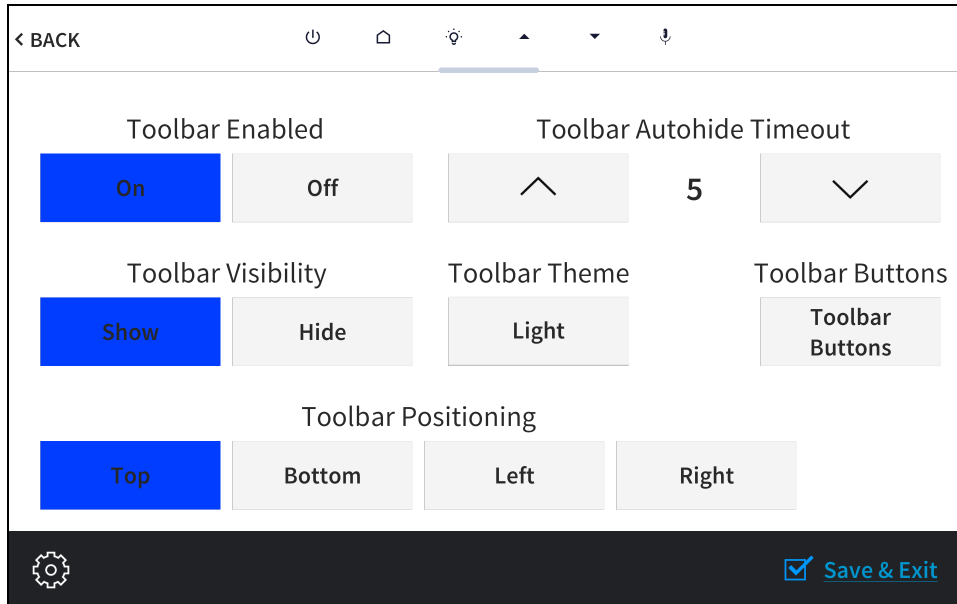 < BACK
Toolbar Enabled
Toolbar Autohide Timeout
On
Off
5
Toolbar Visibility
Toolbar Theme
Toolbar Buttons
Show
Hide
Light
Toolbar
Buttons
Toolbar Positioning
Top
Bottom
Left
Right
Save & Exit